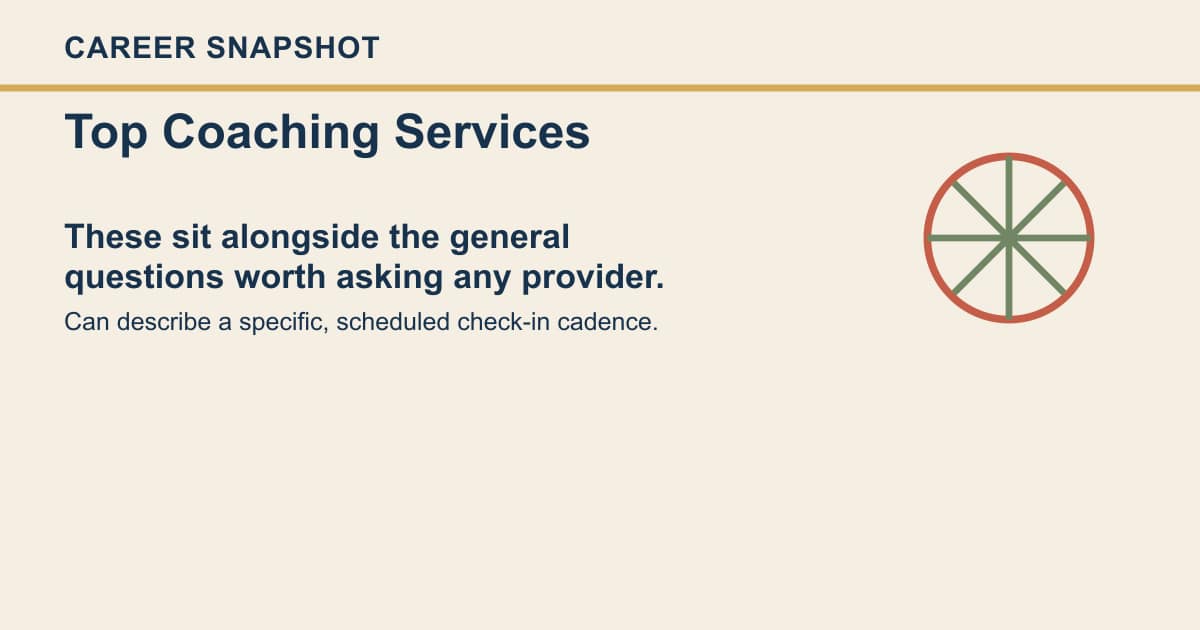 CAREER SNAPSHOT
Top Coaching Services
These sit alongside the general
questions worth asking any provider.
Can describe a specific, scheduled check-in cadence.